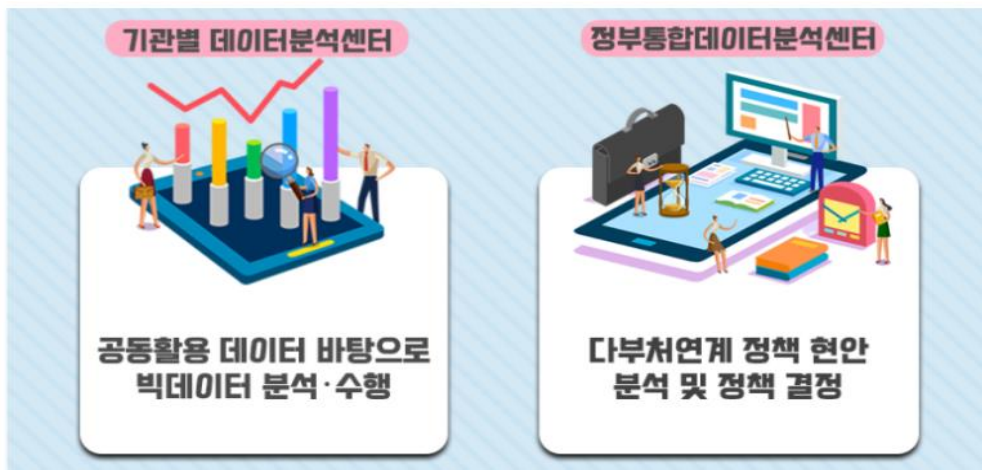 기관별 데이터분석센터
공동활용 데이터 바탕으로
빅데이터 분석·수행
정부통합데이터분석센터
다부처연계 정책 현안
분석 및 정책 결정